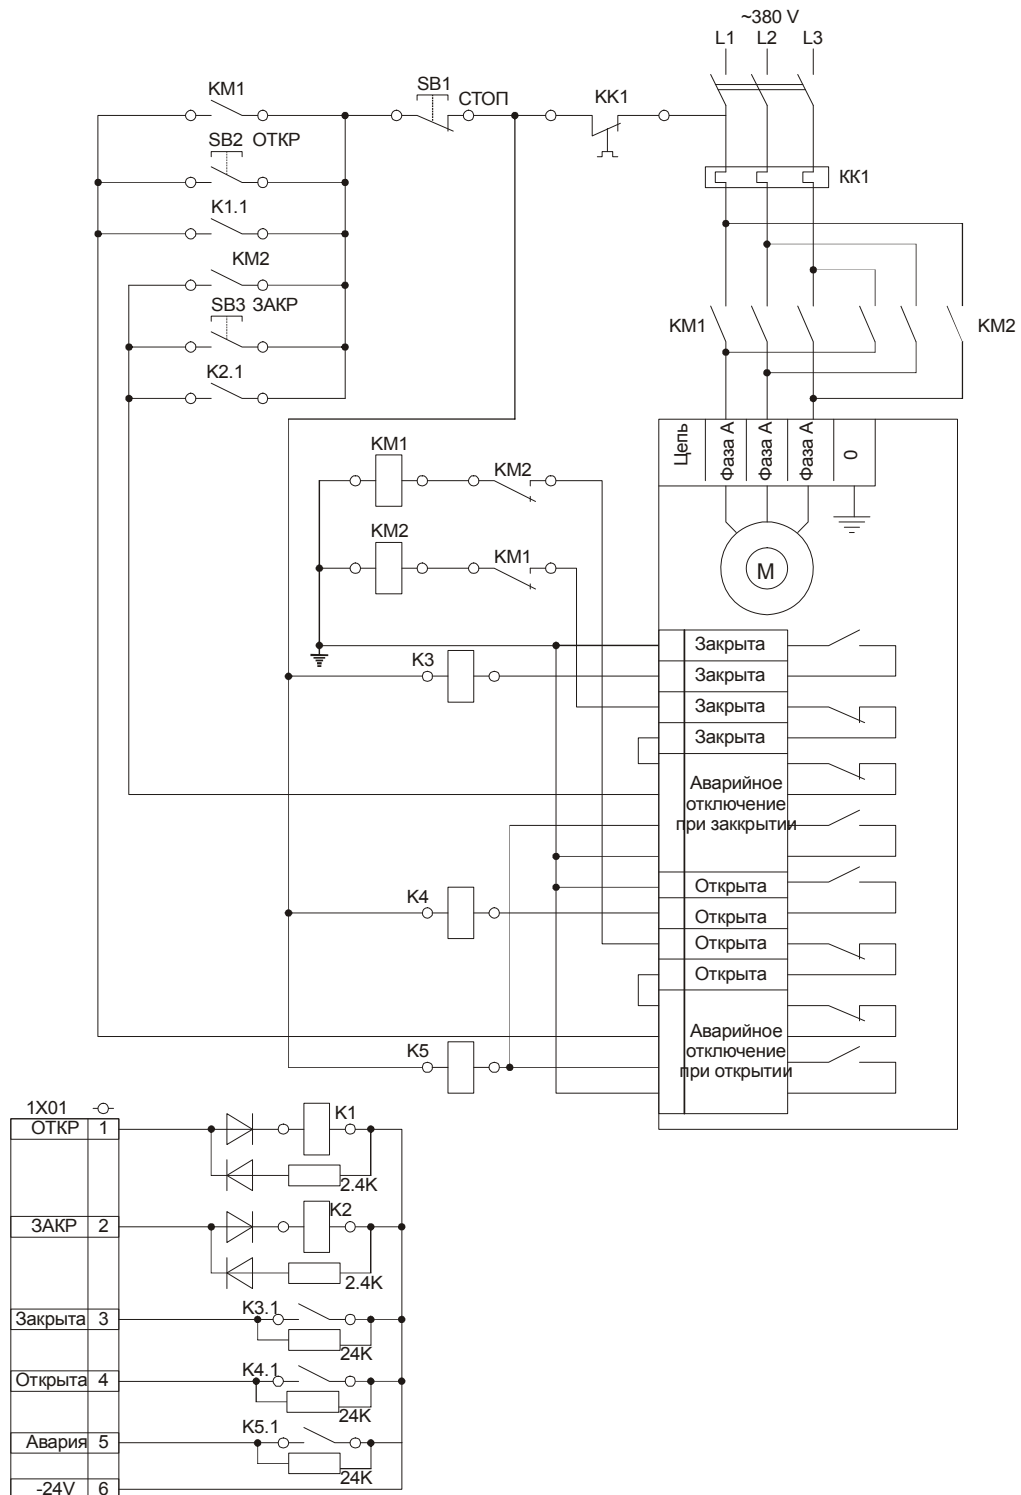 ~380 V
L1 L2 L3
KM1
SB1
СТОП
KK1
SB2 ОТКР
KK1
K1.1
KM2
SB3 ЗАКР
KM1
KM2
K2.1
Цепь
Фаза А
Фаза А
Фаза А
0
KM1
KM2
KM2
KM1
M
Закрыта
K3
Закрыта
Закрыта
Закрыта
Аварийное
отключение
при заккрытии
Открыта
K4
Открыта
Открыта
Открыта
Аварийное
отключение
при открытии
K5
1X01
ОТКР 1
K1
2.4K
ЗАКР 2
K2
2.4K
Закрыта 3
K3.1
24K
Открыта 4
K4.1
24K
Авария 5
K5.1
24K
-24V 6